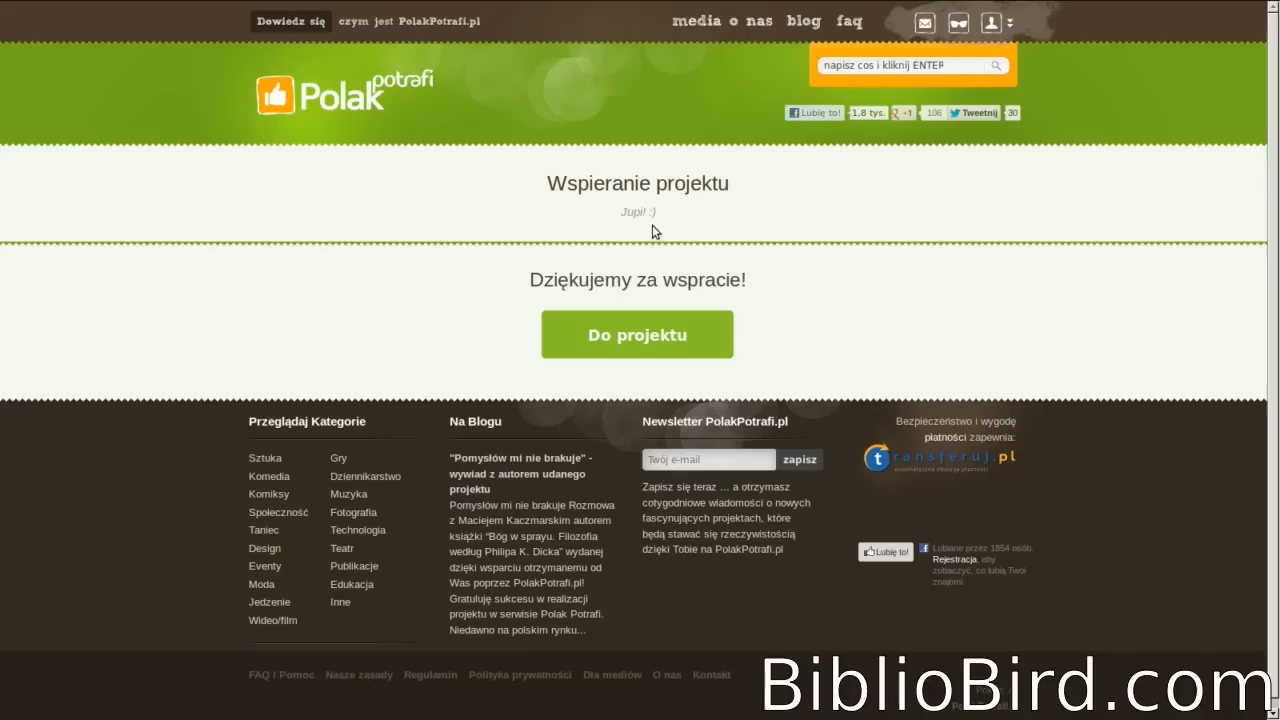 Dowiedz się czym jest PolakPotrafi.pl
media o nas blog faq
Polak potrafi
napisz cos i kliknij ENTER
Lubię to! 1,8 tys. +1 106 Tweetnij 30
Wspieranie projektu
Jupi! :)
Dziękujemy za wspracie!
Do projektu
Przeglądaj Kategorie
Sztuka Gry
Komedia Dziennikarstwo
Komiksy Muzyka
Społeczność Fotografia
Taniec Technologia
Design Teatr
Eventy Publikacje
Moda Edukacja
Jedzenie Inne
Wideo/film
Na Blogu
"Pomysłów mi nie brakuje" -
wywiad z autorem udanego
projektu
Pomysłów mi nie brakuje Rozmowa
z Maciejem Kaczmarskim autorem
książki “Bóg w sprayu. Filozofia
według Philipa K. Dicka” wydanej
dzięki wsparciu otrzymanemu od
Was poprzez PolakPotrafi.pl!
Gratuluję sukcesu w realizacji
projektu w serwisie Polak Potrafi.
Niedawno na polskim rynku...
Newsletter PolakPotrafi.pl
Twój e-mail zapisz
Zapisz się teraz ... a otrzymasz
cotygodniowe wiadomości o nowych
fascynujących projektach, które
będą stawać się rzeczywistością
dzięki Tobie na PolakPotrafi.pl
Bezpieczeństwo i wygodę
płatności zapewnia:
transferuj.pl
automatyczna obsługa płatności
Lubię to! Lubiane przez 1854 osób.
Rejestracja, aby
zobaczyć, co lubią Twoi
znajomi
FAQ / Pomoc Nasze zasady Regulamin Polityka prywatności Dla mediów O nas Kontakt
BiblioBird.com